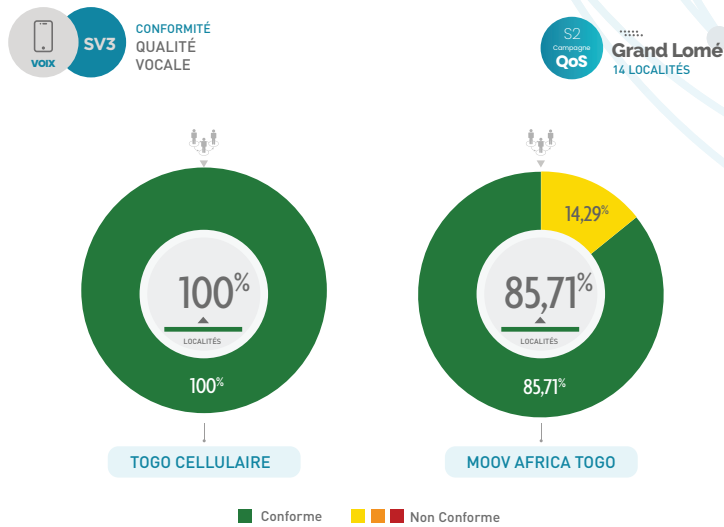 VOIX
SV3
CONFORMITÉ
QUALITÉ
VOCALE
S2
Campagne
QoS
Grand Lomé
14 LOCALITÉS
100%
LOCALITÉS
100%
TOGO CELLULAIRE
14,29%
85,71%
LOCALITÉS
85,71%
MOOV AFRICA TOGO
Conforme
Non Conforme